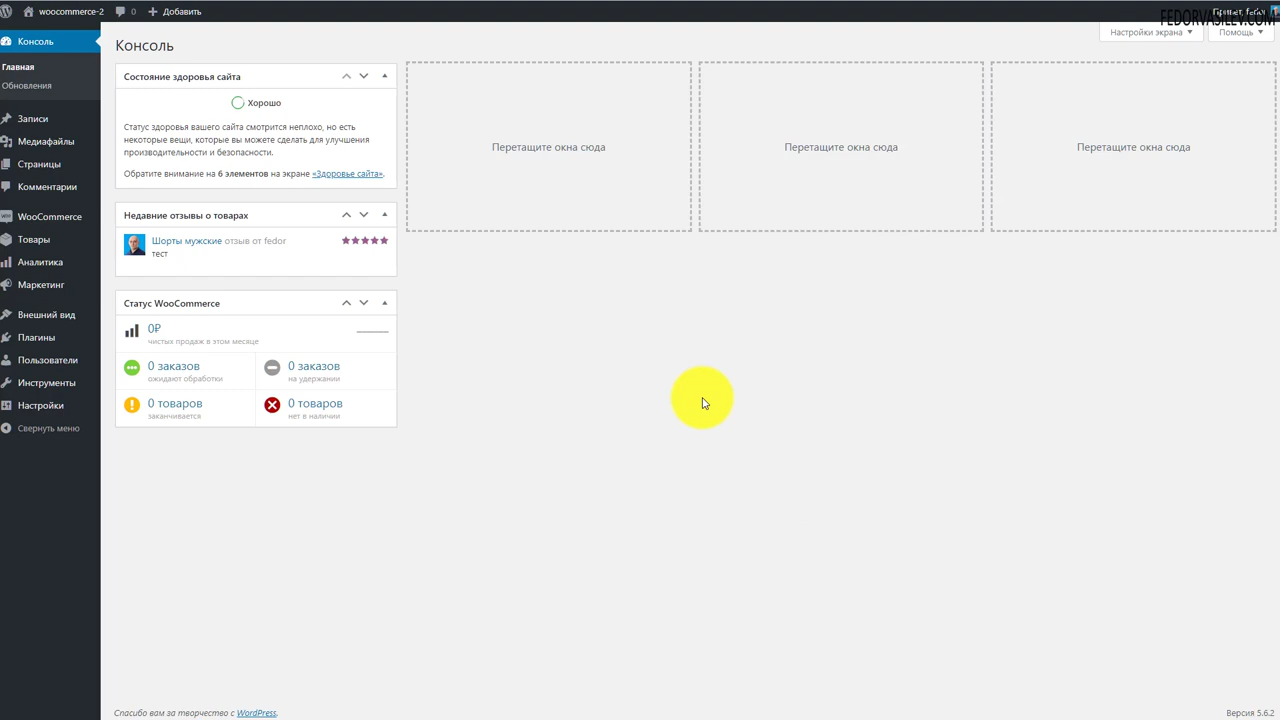 woocommerce-2 0 Добавить
Привет, fedor
FEDORVASILEV.COM
Настройки экрана Помощь
Консоль
Главная
Обновления
Записи
Медиафайлы
Страницы
Комментарии
WooCommerce
Товары
Аналитика
Маркетинг
Внешний вид
Плагины
Пользователи
Инструменты
Настройки
Свернуть меню
Консоль
Состояние здоровья сайта
Хорошо
Статус здоровья вашего сайта смотрится неплохо, но есть
некоторые вещи, которые вы можете сделать для улучшения
производительности и безопасности.
Обратите внимание на 6 элементов на экране «Здоровье сайта».
Недавние отзывы о товарах
Шорты мужские отзыв от fedor
тест
Статус WooCommerce
0₽
чистых продаж в этом месяце
0 заказов
ожидают обработки
0 заказов
на удержании
0 товаров
заканчивается
0 товаров
нет в наличии
Перетащите окна сюда
Перетащите окна сюда
Перетащите окна сюда
Спасибо вам за творчество с WordPress.
Версия 5.6.2